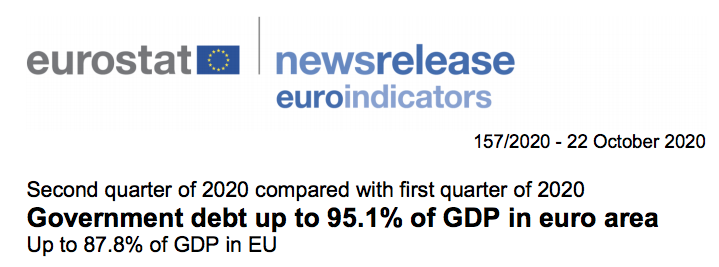 eurostat newsrelease
euroindicators
157/2020 - 22 October 2020
Second quarter of 2020 compared with first quarter of 2020
Government debt up to 95.1% of GDP in euro area
Up to 87.8% of GDP in EU